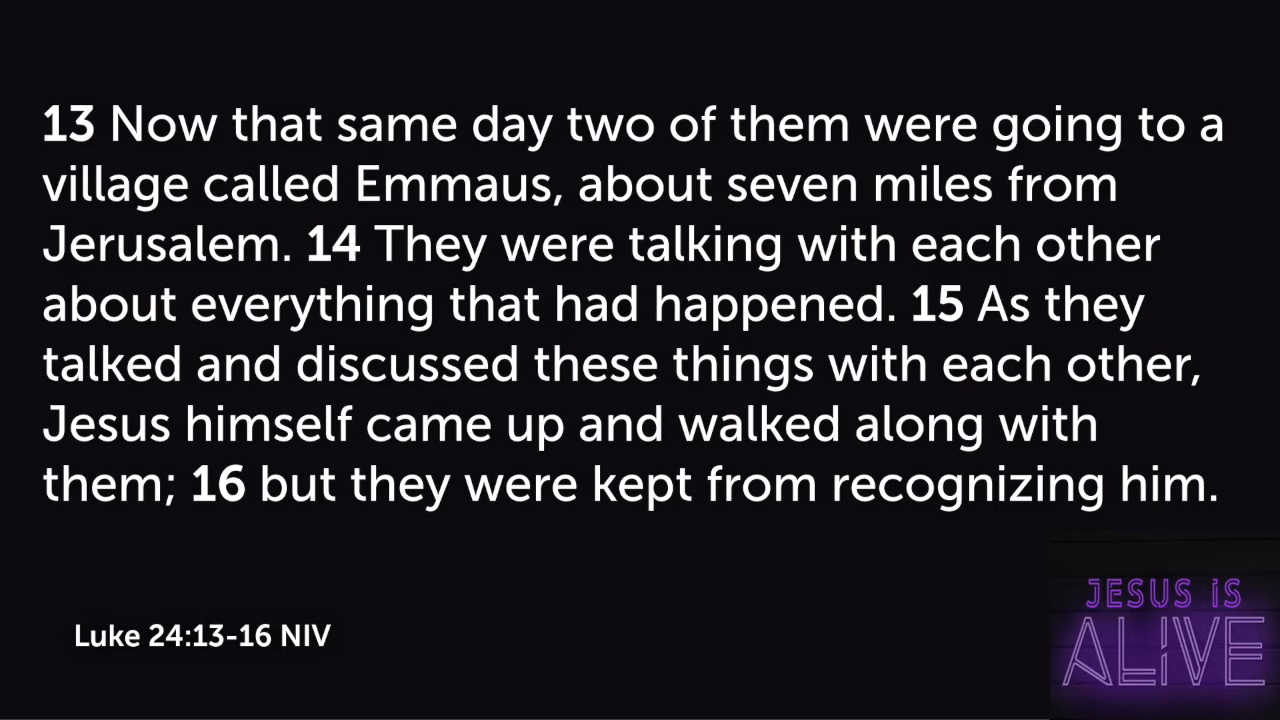 13 Now that same day two of them were going to a
village called Emmaus, about seven miles from
Jerusalem. 14 They were talking with each other
about everything that had happened. 15 As they
talked and discussed these things with each other,
Jesus himself came up and walked along with
them; 16 but they were kept from recognizing him.
Luke 24:13-16 NIV
JESUS IS
ALIVE